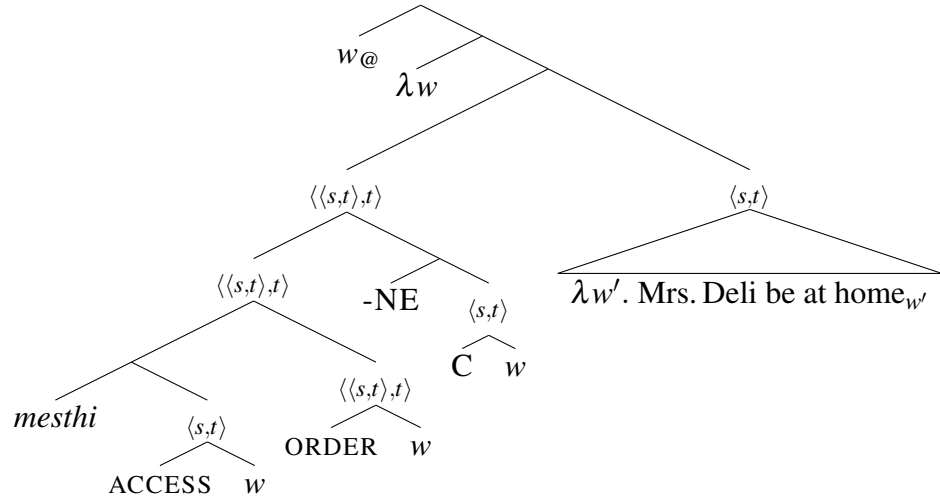 w@
λw
⟨⟨s,t⟩,t⟩ ⟨s,t⟩
⟨⟨s,t⟩,t⟩ -NE ⟨s,t⟩ λw′. Mrs. Deli be at home_w′
C w
mesthi ⟨s,t⟩ ⟨⟨s,t⟩,t⟩
ORDER w
ACCESS w